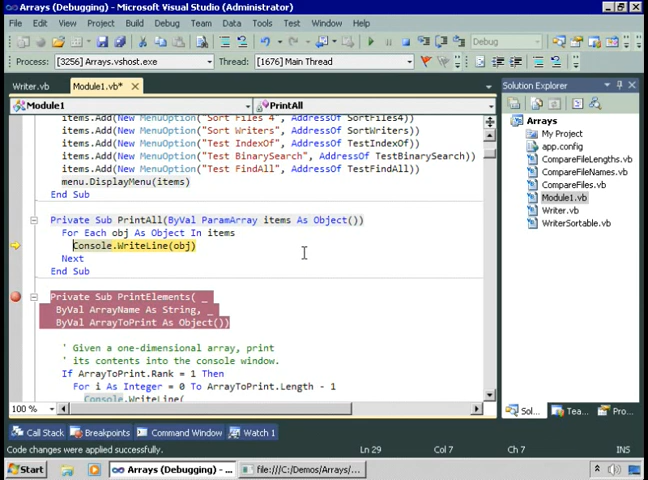 Arrays (Debugging) - Microsoft Visual Studio (Administrator)
File Edit View Project Build Debug Team Data Tools Test Window Help
Debug
Process: [3256] Arrays.vshost.exe Thread: [1676] Main Thread
Writer.vb Module1.vb*
Module1 PrintAll
items.Add(New MenuOption("Sort Files 4", AddressOf SortFiles4))
items.Add(New MenuOption("Sort Writers", AddressOf SortWriters))
items.Add(New MenuOption("Test IndexOf", AddressOf TestIndexOf))
items.Add(New MenuOption("Test BinarySearch", AddressOf TestBinarySearch))
items.Add(New MenuOption("Test FindAll", AddressOf TestFindAll))
menu.DisplayMenu(items)
End Sub
Private Sub PrintAll(ByVal ParamArray items As Object())
For Each obj As Object In items
Console.WriteLine(obj)
Next
End Sub
Private Sub PrintElements( _
ByVal ArrayName As String, _
ByVal ArrayToPrint As Object())
' Given a one-dimensional array, print
' its contents into the console window.
If ArrayToPrint.Rank = 1 Then
For i As Integer = 0 To ArrayToPrint.Length - 1
Console.WriteLine(
100 %
Solution Explorer
Arrays
My Project
app.config
CompareFileLengths.vb
CompareFileNames.vb
CompareFiles.vb
Module1.vb
Writer.vb
WriterSortable.vb
Sol... Tea... Pro...
Call Stack Breakpoints Command Window Watch 1
Code changes were applied successfully. Ln 29 Col 7 Ch 7 INS
Start Arrays (Debugging) - ... file:///C:/Demos/Arrays/...